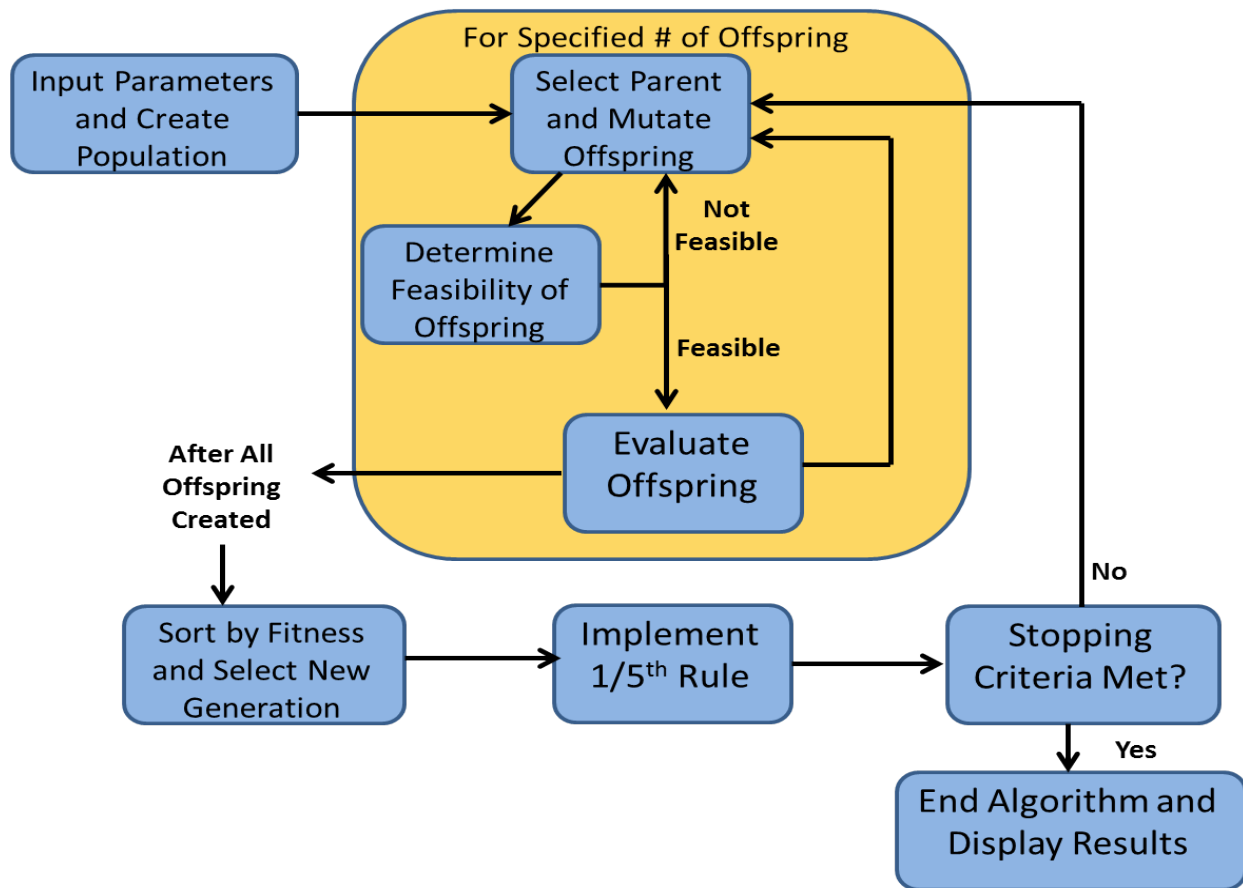 For Specified # of Offspring
Input Parameters
and Create
Population
Select Parent
and Mutate
Offspring
Not
Feasible
Determine
Feasibility of
Offspring
Feasible
Evaluate
Offspring
After All
Offspring
Created
No
Sort by Fitness
and Select New
Generation
Implement
1/5th Rule
Stopping
Criteria Met?
Yes
End Algorithm and
Display Results